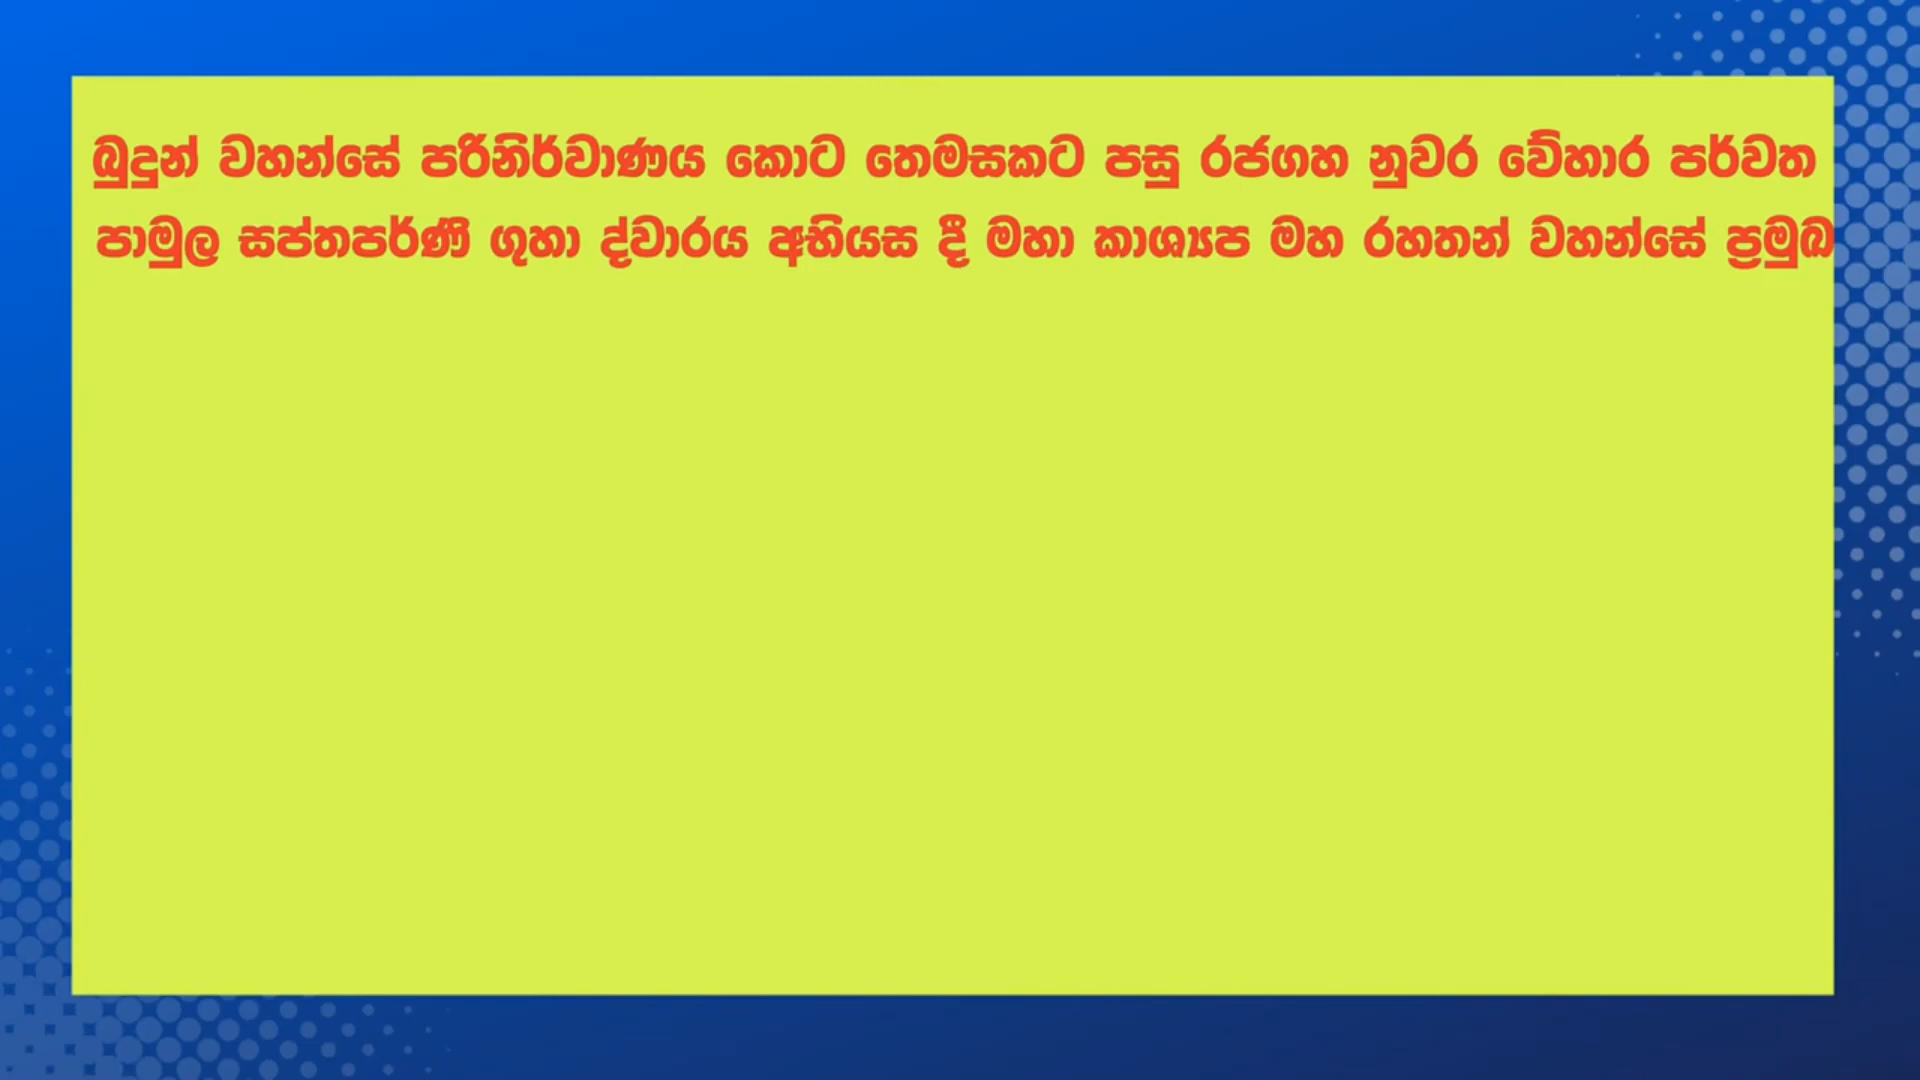 බුදුන් වහන්සේ පරිනිර්වාණය කොට තෙමසකට පසු රජගහ නුවර වේහාර පර්වත
පාමුල සප්තපර්ණි ගුහා ද්වාරය අභියස දී මහා කාශ්‍යප මහ රහතන් වහන්සේ ප්‍රමුඛ